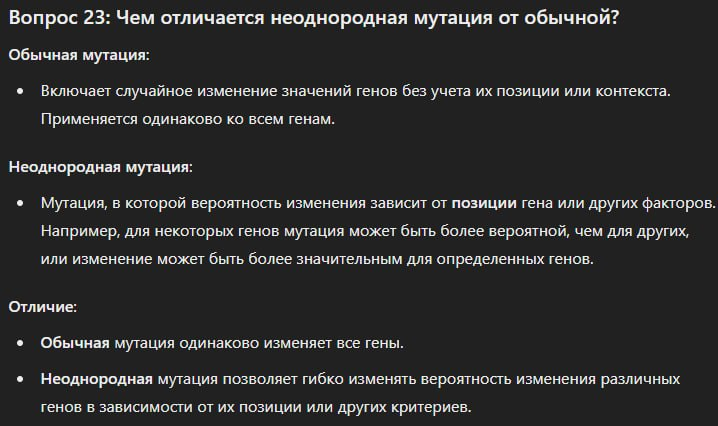 Вопрос 23: Чем отличается неоднородная мутация от обычной?
Обычная мутация:
• Включает случайное изменение значений генов без учета их позиции или контекста.
Применяется одинаково ко всем генам.
Неоднородная мутация:
• Мутация, в которой вероятность изменения зависит от позиции гена или других факторов.
Например, для некоторых генов мутация может быть более вероятной, чем для других,
или изменение может быть более значительным для определенных генов.
Отличие:
• Обычная мутация одинаково изменяет все гены.
• Неоднородная мутация позволяет гибко изменять вероятность изменения различных
генов в зависимости от их позиции или других критериев.